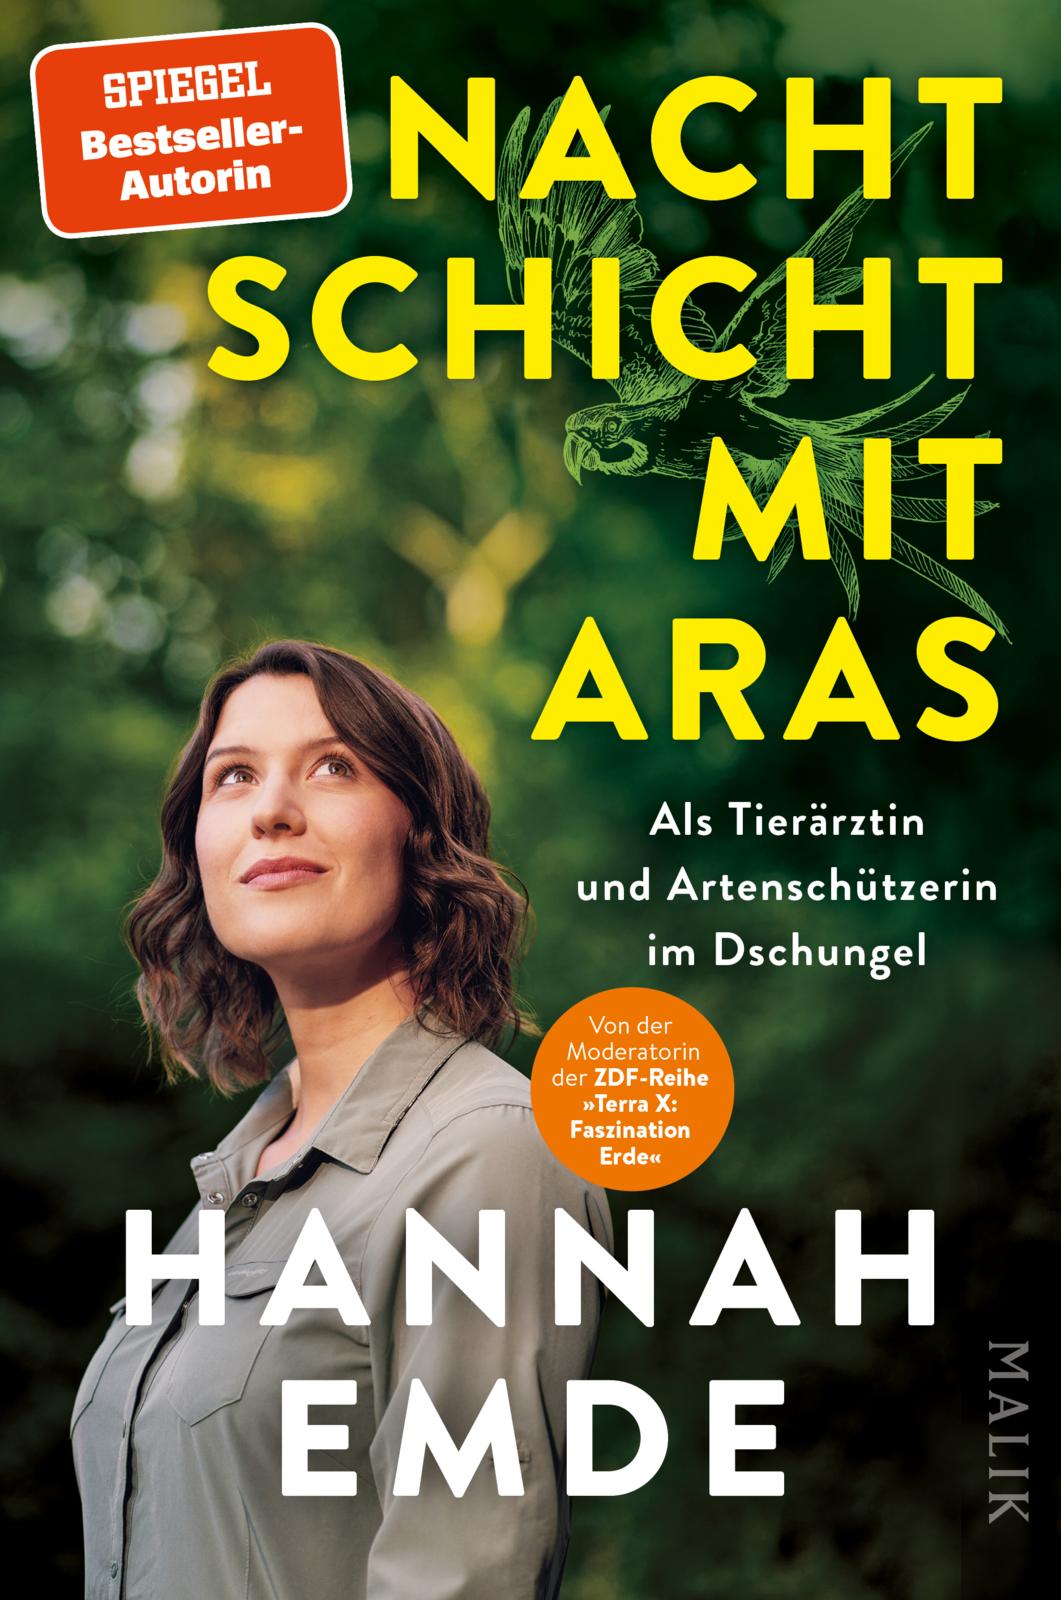 SPIEGEL
Bestseller-
Autorin
NACHT
SCHICHT
MIT
ARAS
Als Tierärztin
und Artenschützerin
im Dschungel
Von der
Moderatorin
der ZDF-Reihe
»Terra X:
Faszination
Erde«
HANNAH
EMDE
MALIK